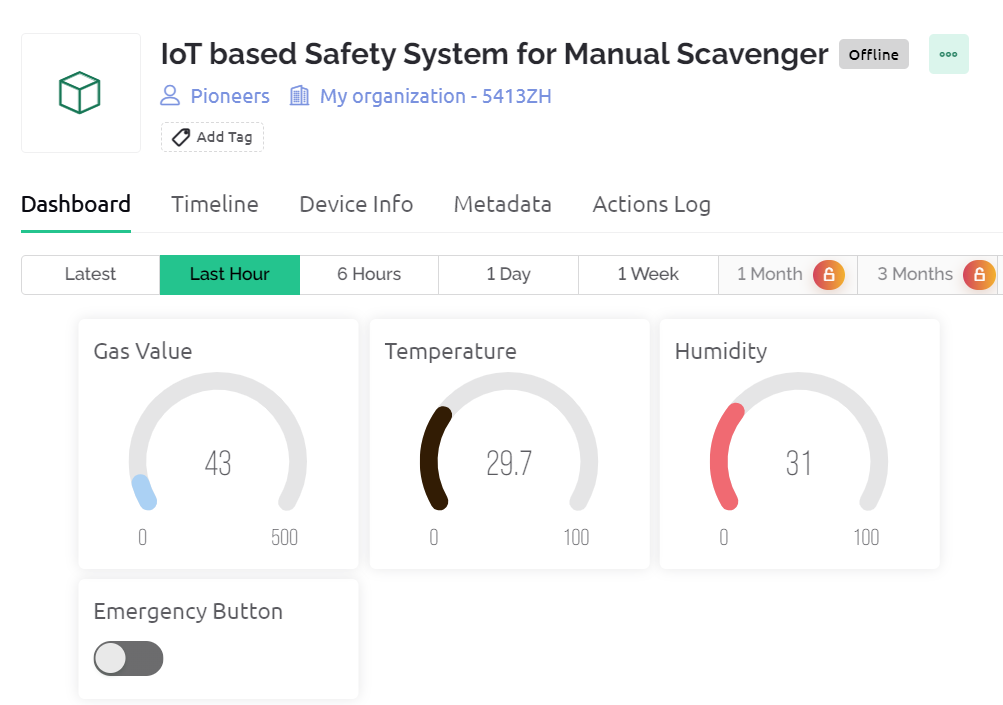 IoT based Safety System for Manual Scavenger Offline
Pioneers My organization - 5413ZH
Add Tag
Dashboard Timeline Device Info Metadata Actions Log
Latest Last Hour 6 Hours 1 Day 1 Week 1 Month 3 Months
Gas Value Temperature Humidity
43 29.7 31
0 500 0 100 0 100
Emergency Button